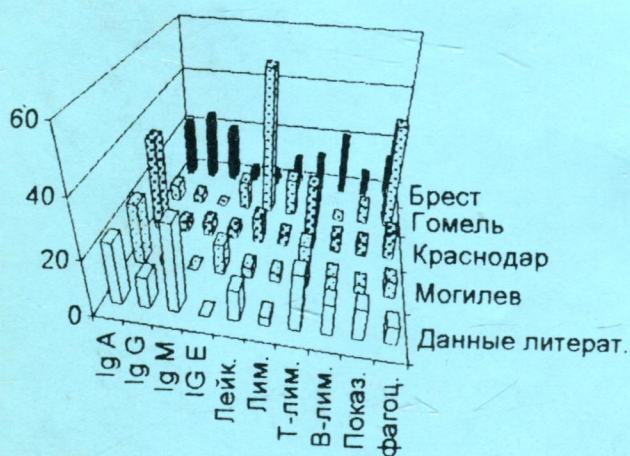 60
40
20
0
Брест
Гомель
Краснодар
Могилев
Данные литерат.
Ig A
Ig G
Ig M
IG E
Лейк.
Лим.
Т-лим.
В-лим.
Показ.
фагоц.